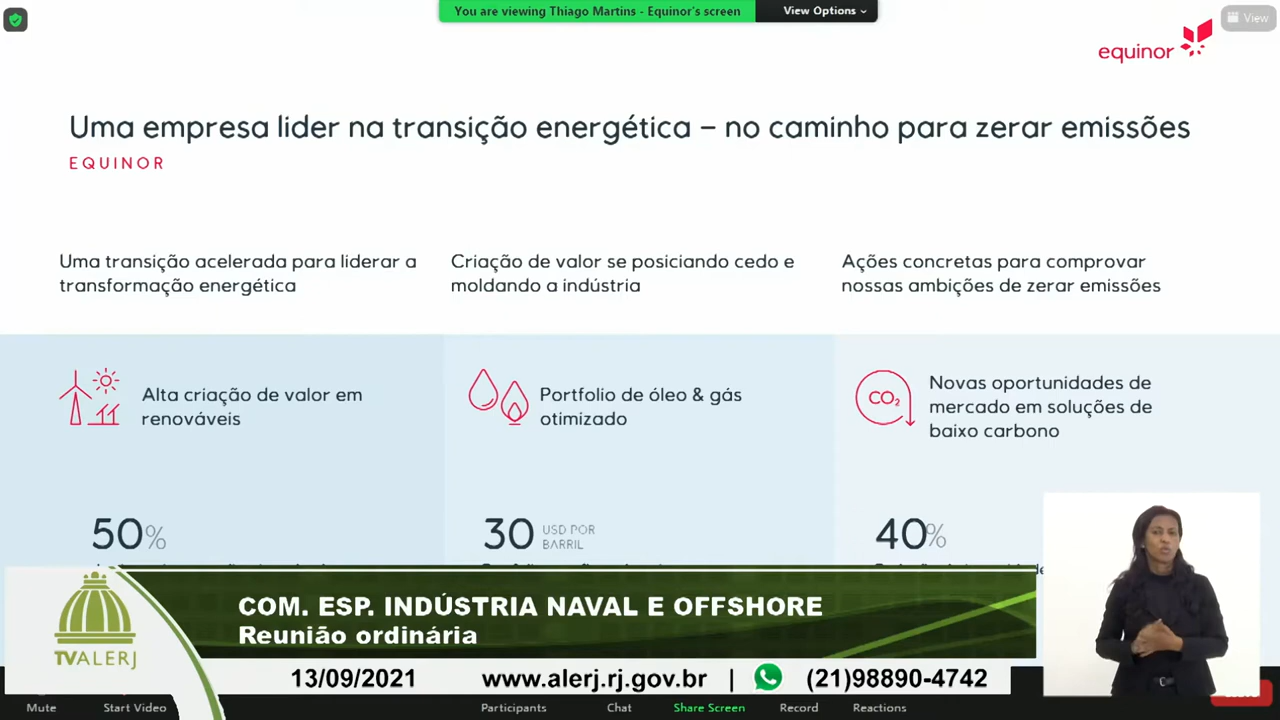 You are viewing Thiago Martins - Equinor's screen
View Options
View
equinor
Uma empresa lider na transição energética – no caminho para zerar emissões
EQUINOR
Uma transição acelerada para liderar a
transformação energética
Criação de valor se posiciando cedo e
moldando a indústria
Ações concretas para comprovar
nossas ambições de zerar emissões
Alta criação de valor em
renováveis
Portfolio de óleo & gás
otimizado
CO₂
Novas oportunidades de
mercado em soluções de
baixo carbono
50%
30 USD POR
BARRIL
40%
COM. ESP. INDÚSTRIA NAVAL E OFFSHORE
Reunião ordinária
TVALERJ
13/09/2021 www.alerj.rj.gov.br | (21)98890-4742
Mute Start Video Participants Chat Share Screen Record Reactions